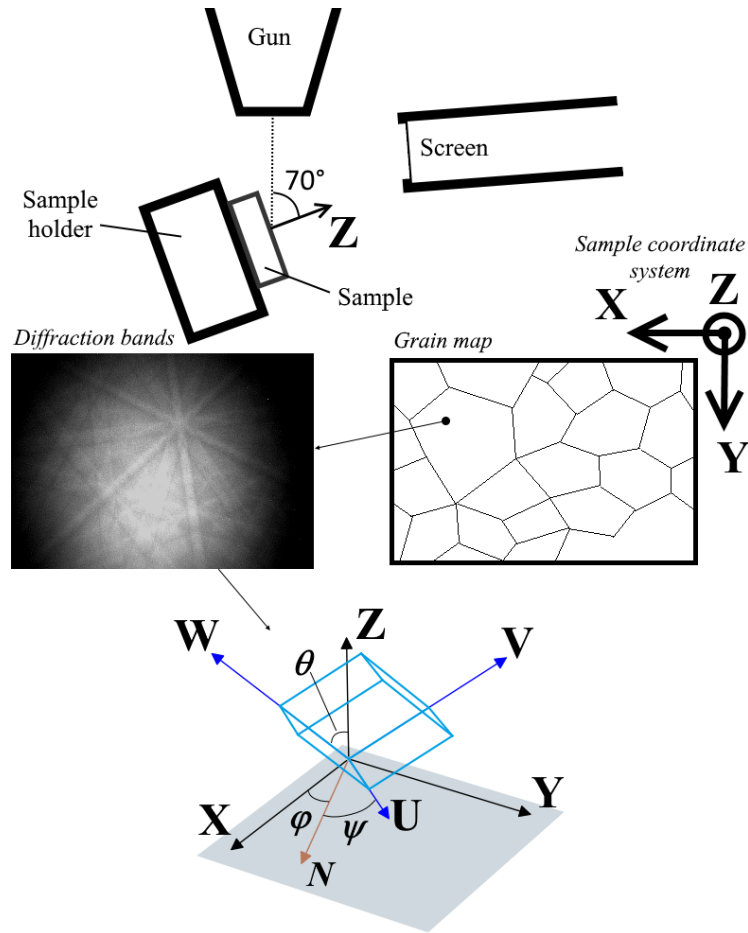 Gun
Screen
70°
Z
Sample
holder
Sample
Sample coordinate
system
Z
X
Y
Diffraction bands
Grain map
W
θ
Z
V
X
φ
ψ
U
Y
N